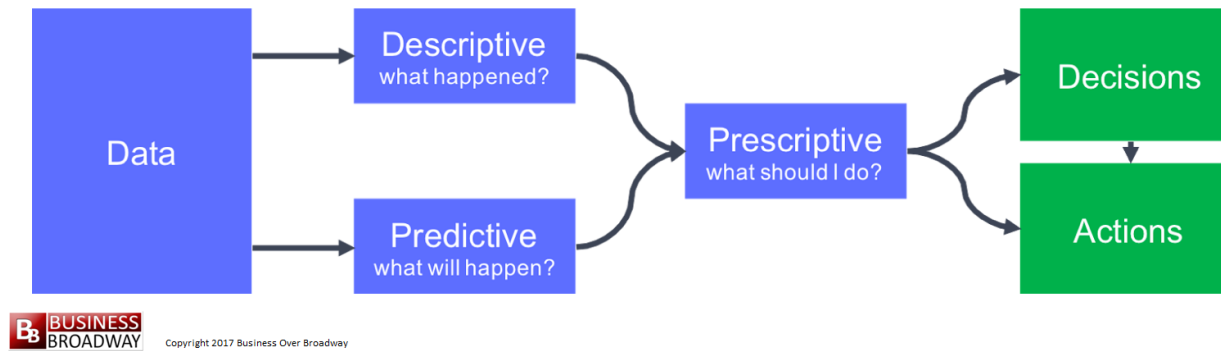 Data
Descriptive
what happened?
Predictive
what will happen?
Prescriptive
what should I do?
Decisions
Actions
BB BUSINESS
BROADWAY
Copyright 2017 Business Over Broadway